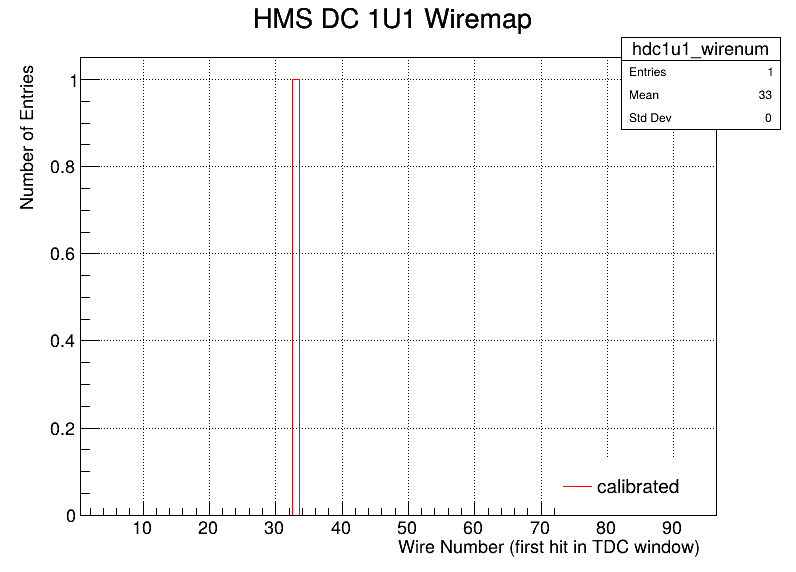 HMS DC 1U1 Wiremap
hdc1u1_wirenum
Entries 1
Mean 33
Std Dev 0
Number of Entries
1
0.8
0.6
0.4
0.2
0
calibrated
10 20 30 40 50 60 70 80 90
Wire Number (first hit in TDC window)